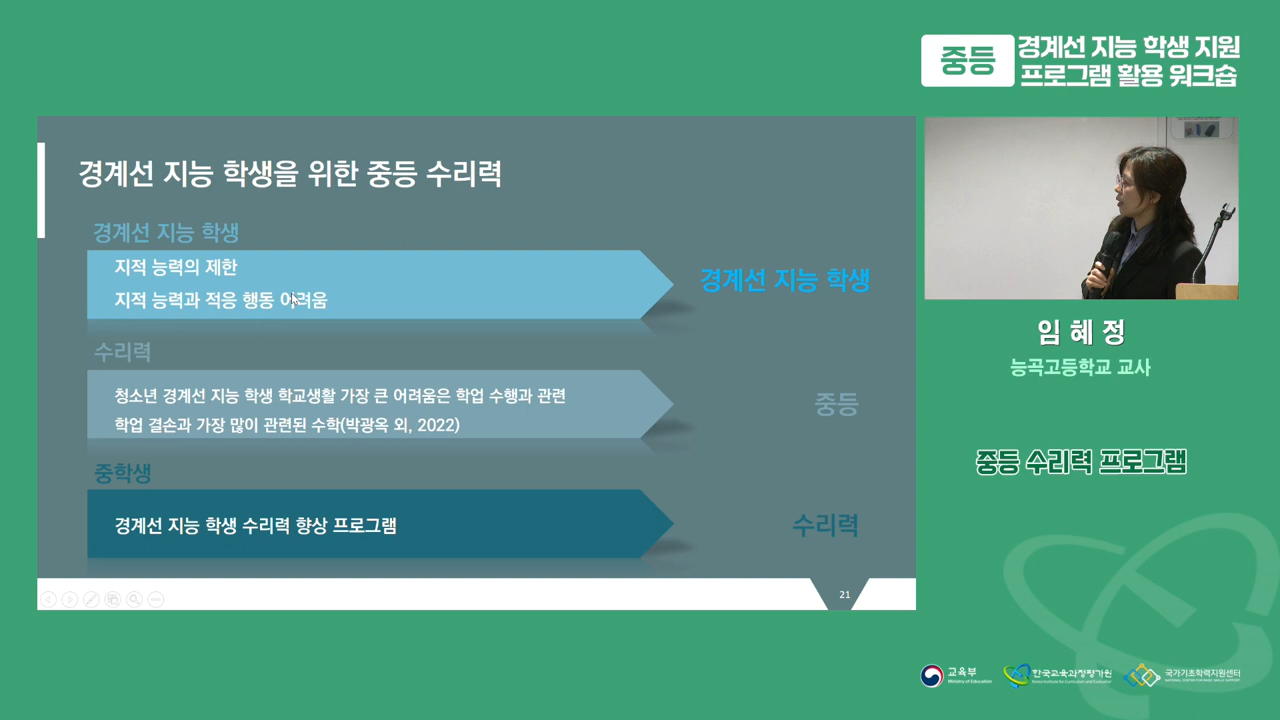 중등
경계선 지능 학생 지원
프로그램 활용 워크숍
경계선 지능 학생을 위한 중등 수리력
경계선 지능 학생
지적 능력의 제한
지적 능력과 적응 행동 어려움
경계선 지능 학생
수리력
청소년 경계선 지능 학생 학교생활 가장 큰 어려움은 학업 수행과 관련
학업 결손과 가장 많이 관련된 수학(박광옥 외, 2022)
중등
중학생
경계선 지능 학생 수리력 향상 프로그램
수리력
21
임 혜 정
능곡고등학교 교사
중등 수리력 프로그램
교육부
Ministry of Education
한국교육과정평가원
국가기초학력지원센터